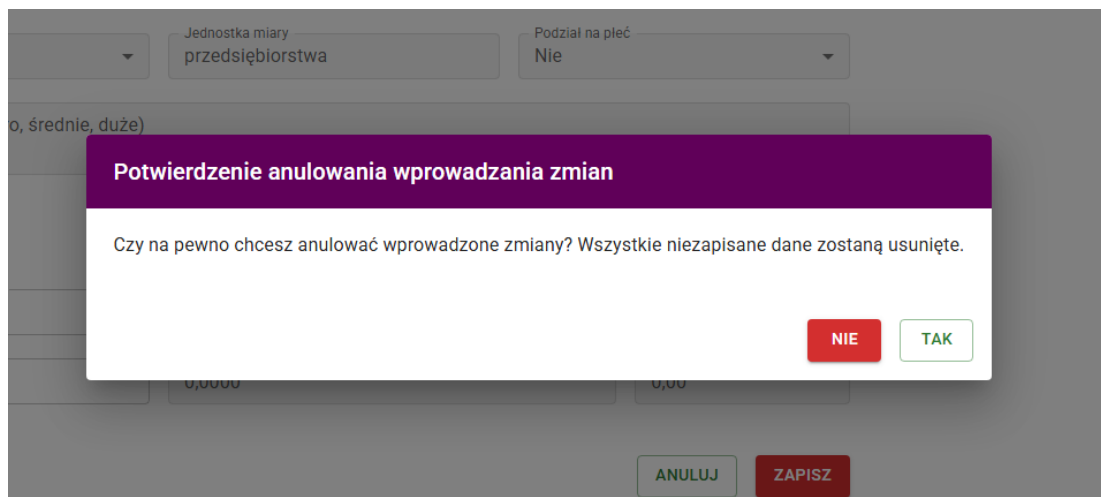 Jednostka miary
Podział na płeć
przedsiębiorstwa
Nie
o, średnie, duże)
Potwierdzenie anulowania wprowadzania zmian
Czy na pewno chcesz anulować wprowadzone zmiany? Wszystkie niezapisane dane zostaną usunięte.
NIE
TAK
0,0000
0,00
ANULUJ
ZAPISZ